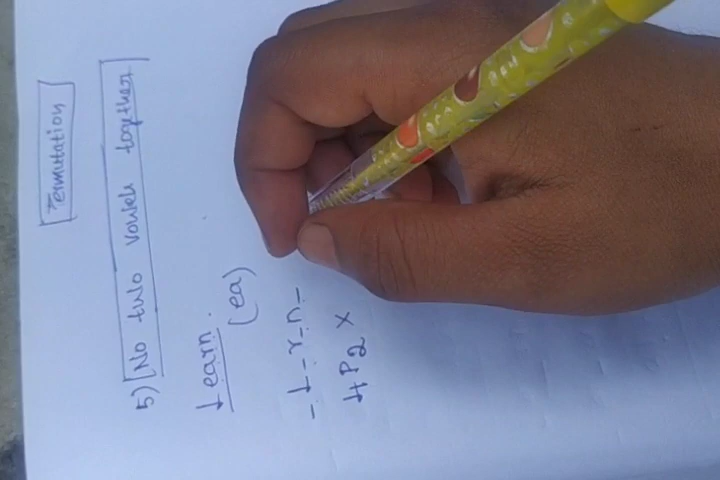 Permutation
5) No two vowels together
Learn.
(ea)
- L - r - n -
4P2 ×